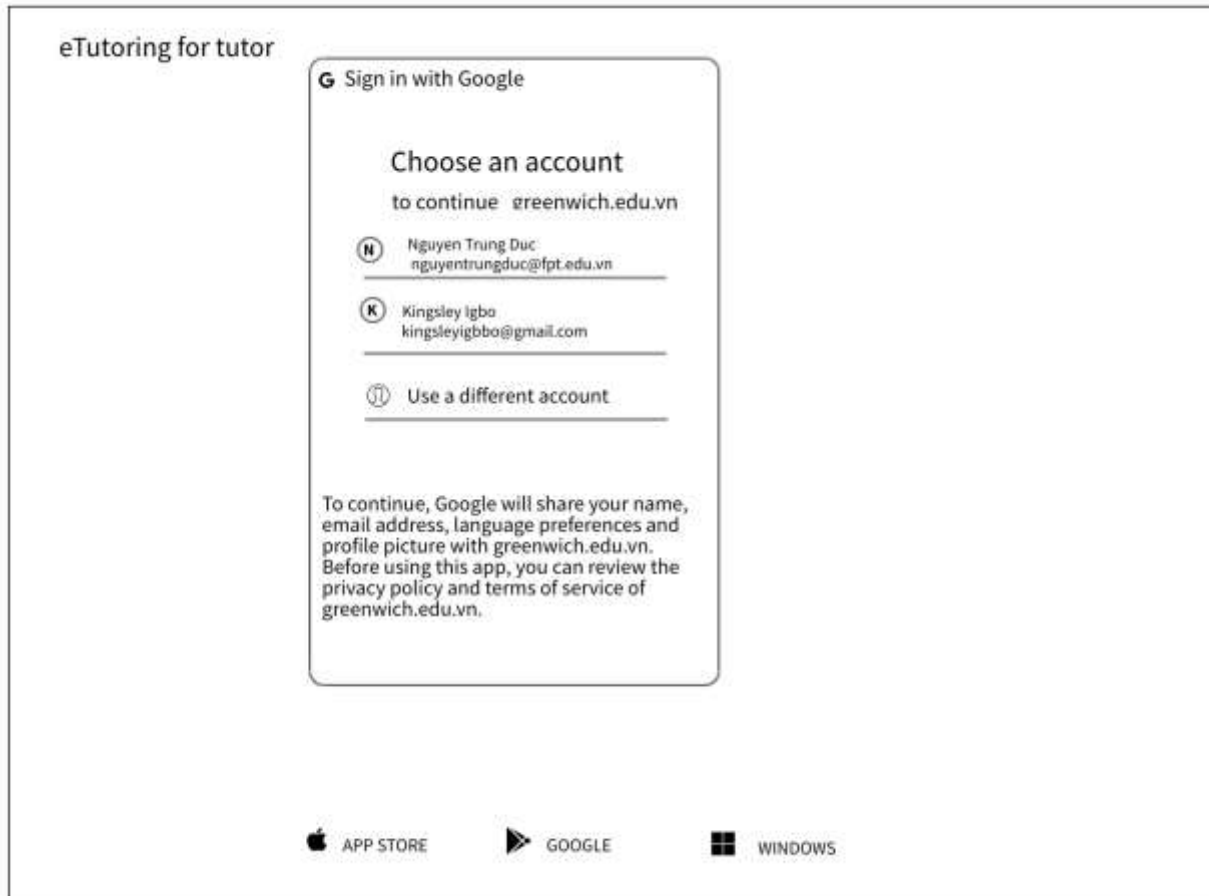 eTutoring for tutor
G Sign in with Google
Choose an account
to continue greenwich.edu.vn
N Nguyen Trung Duc
nguyentrungduc@fpt.edu.vn
K Kingsley Igbo
kingsleyigbbo@gmail.com
Use a different account
To continue, Google will share your name,
email address, language preferences and
profile picture with greenwich.edu.vn.
Before using this app, you can review the
privacy policy and terms of service of
greenwich.edu.vn.
APP STORE GOOGLE WINDOWS